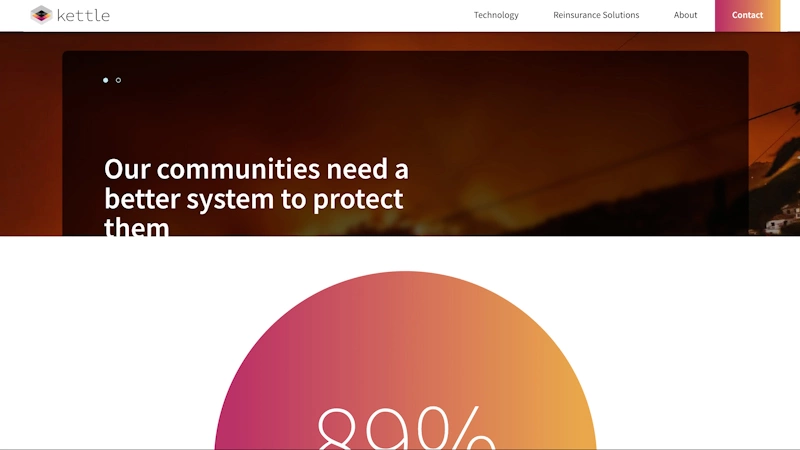 kettle
Technology
Reinsurance Solutions
About
Contact
Our communities need a
better system to protect
them
89%